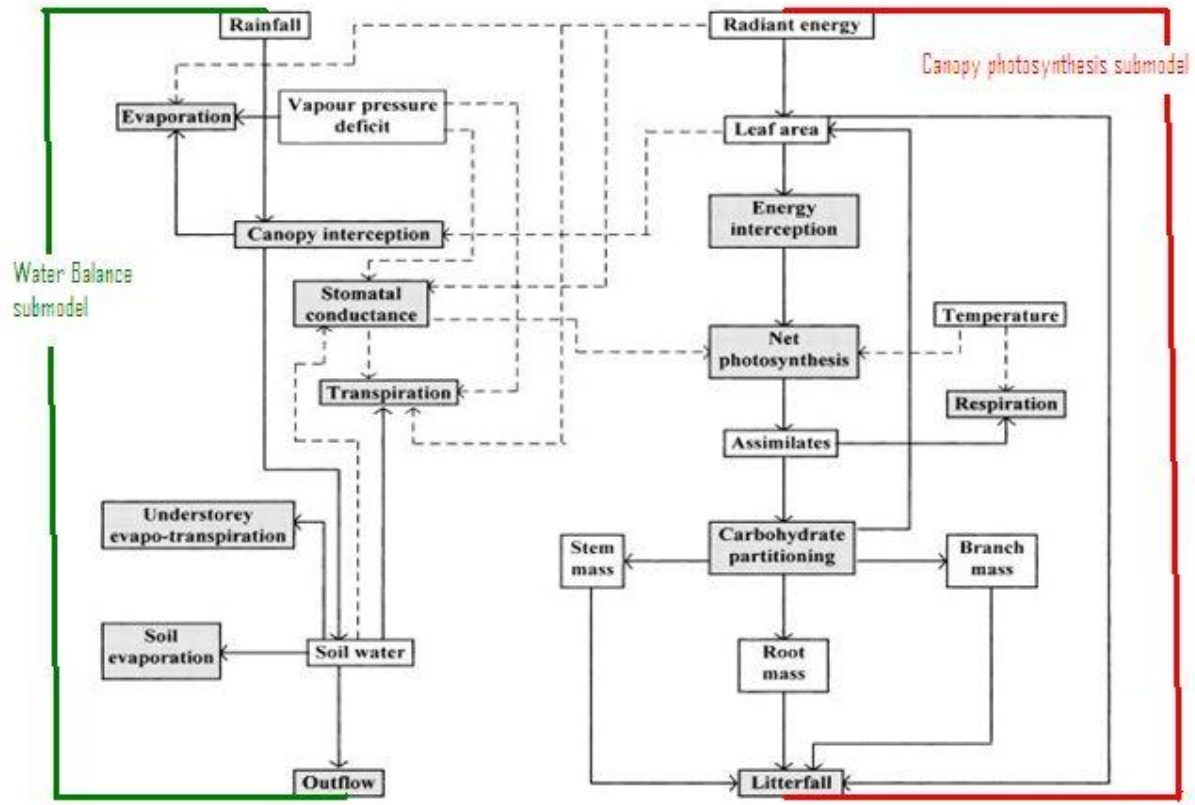 Rainfall
Radiant energy
Canopy photosynthesis submodel
Evaporation
Vapour pressure
deficit
Leaf area
Energy
interception
Canopy interception
Water Balance
submodel
Stomatal
conductance
Temperature
Net
photosynthesis
Transpiration
Respiration
Assimilates
Understorey
evapo-transpiration
Carbohydrate
partitioning
Stem
mass
Branch
mass
Soil
evaporation
Soil water
Root
mass
Outflow
Litterfall